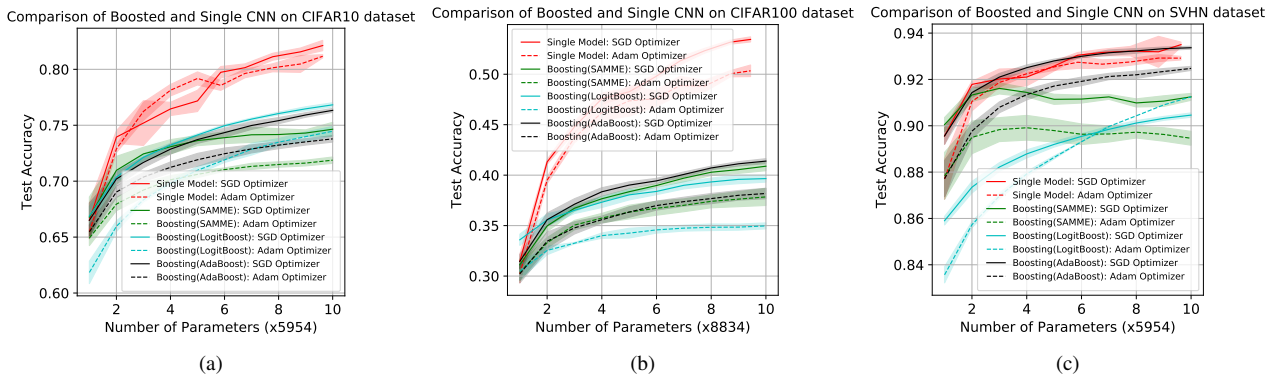 Comparison of Boosted and Single CNN on CIFAR10 dataset
0.80
0.75
0.70
0.65
0.60
Test Accuracy
Single Model: SGD Optimizer
Single Model: Adam Optimizer
Boosting(SAMME): SGD Optimizer
Boosting(SAMME): Adam Optimizer
Boosting(LogitBoost): SGD Optimizer
Boosting(LogitBoost): Adam Optimizer
Boosting(AdaBoost): SGD Optimizer
Boosting(AdaBoost): Adam Optimizer
2 4 6 8 10
Number of Parameters (x5954)
(a)
Comparison of Boosted and Single CNN on CIFAR100 dataset
0.50
0.45
0.40
0.35
0.30
Test Accuracy
Single Model: SGD Optimizer
Single Model: Adam Optimizer
Boosting(SAMME): SGD Optimizer
Boosting(SAMME): Adam Optimizer
Boosting(LogitBoost): SGD Optimizer
Boosting(LogitBoost): Adam Optimizer
Boosting(AdaBoost): SGD Optimizer
Boosting(AdaBoost): Adam Optimizer
2 4 6 8 10
Number of Parameters (x8834)
(b)
Comparison of Boosted and Single CNN on SVHN dataset
0.94
0.92
0.90
0.88
0.86
0.84
Test Accuracy
Single Model: SGD Optimizer
Single Model: Adam Optimizer
Boosting(SAMME): SGD Optimizer
Boosting(SAMME): Adam Optimizer
Boosting(LogitBoost): SGD Optimizer
Boosting(LogitBoost): Adam Optimizer
Boosting(AdaBoost): SGD Optimizer
Boosting(AdaBoost): Adam Optimizer
2 4 6 8 10
Number of Parameters (x5954)
(c)